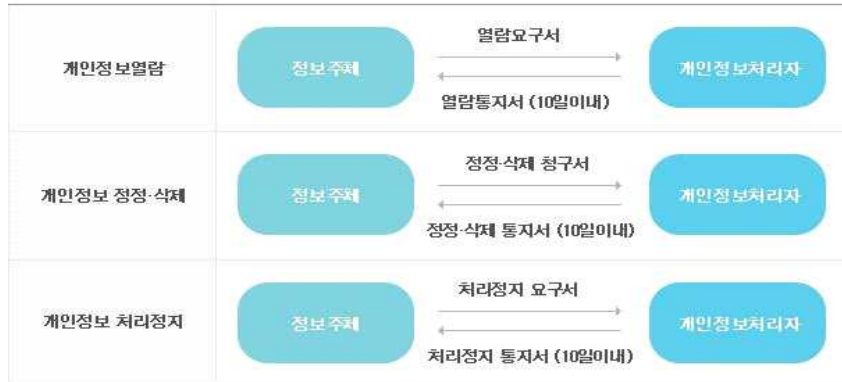 열람요구서
개인정보열람
정보주체
개인정보처리자
열람통지서 (10일이내)
정정·삭제 청구서
개인정보 정정·삭제
정보주체
개인정보처리자
정정·삭제 통지서 (10일이내)
처리정지 요구서
개인정보 처리정지
정보주체
개인정보처리자
처리정지 통지서 (10일이내)